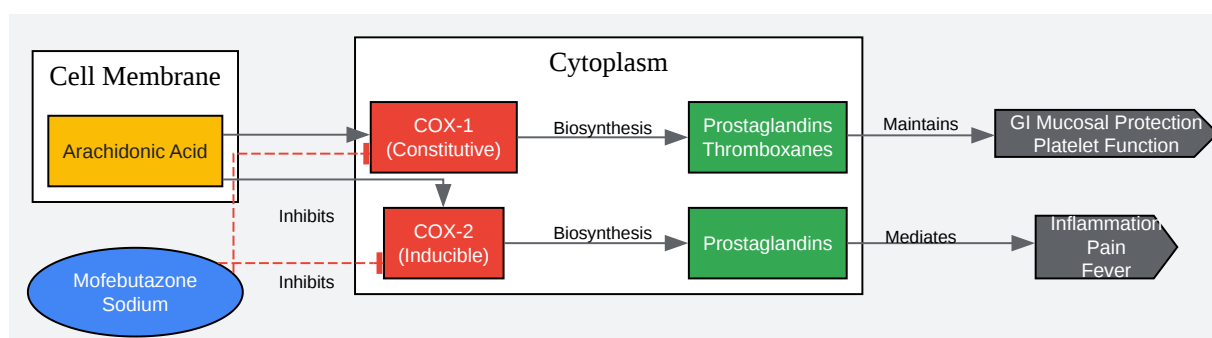 Cell Membrane
Arachidonic Acid
Cytoplasm
COX-1
(Constitutive)
Biosynthesis
Prostaglandins
Thromboxanes
Maintains
GI Mucosal Protection
Platelet Function
Inhibits
COX-2
(Inducible)
Biosynthesis
Prostaglandins
Mediates
Inflammation
Pain
Fever
Mofebutazone
Sodium
Inhibits